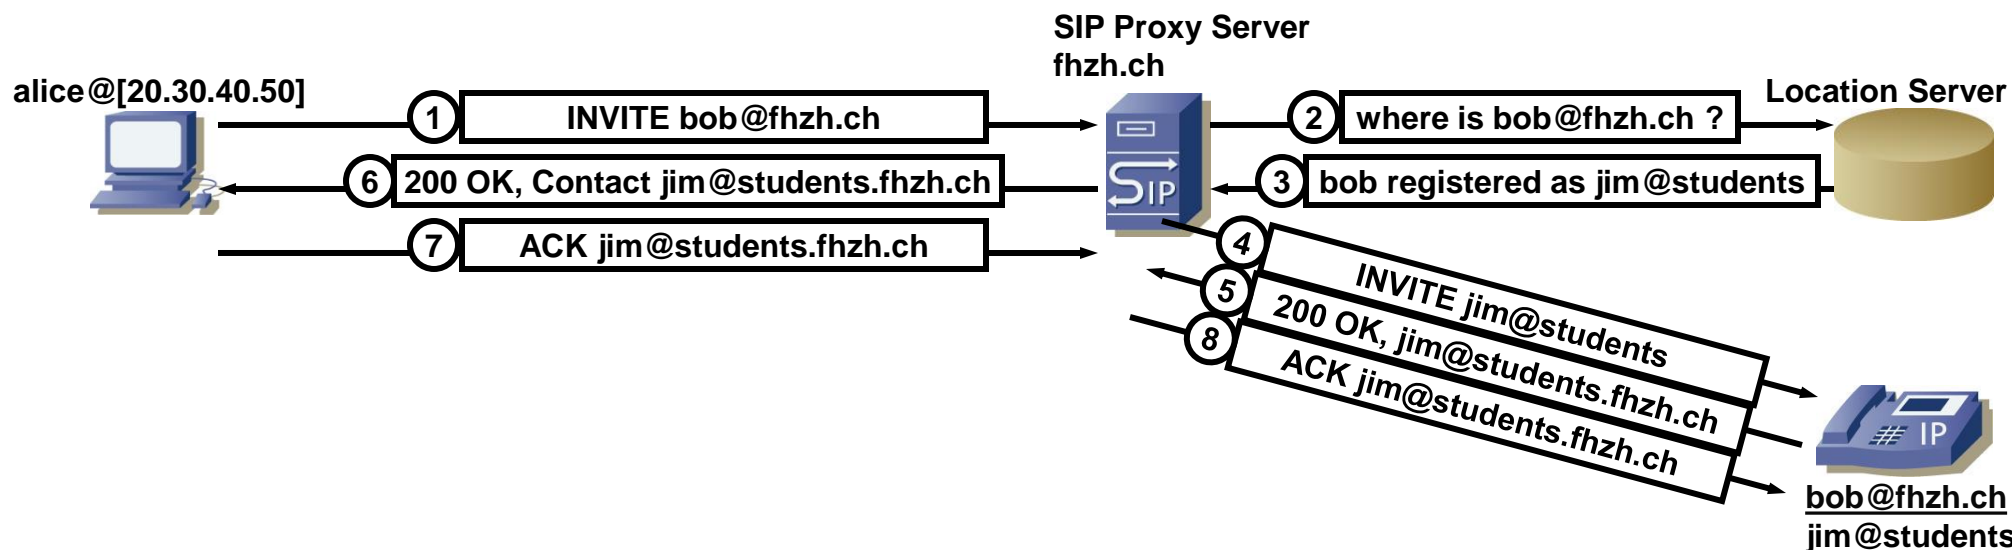 SIP Proxy Server
fhzh.ch
alice@[20.30.40.50]
Location Server
1 INVITE bob@fhzh.ch
2 where is bob@fhzh.ch ?
6 200 OK, Contact jim@students.fhzh.ch
SIP
3 bob registered as jim@students
7 ACK jim@students.fhzh.ch
4 INVITE jim@students
5 200 OK, jim@students.fhzh.ch
8 ACK jim@students.fhzh.ch
IP
bob@fhzh.ch
jim@students